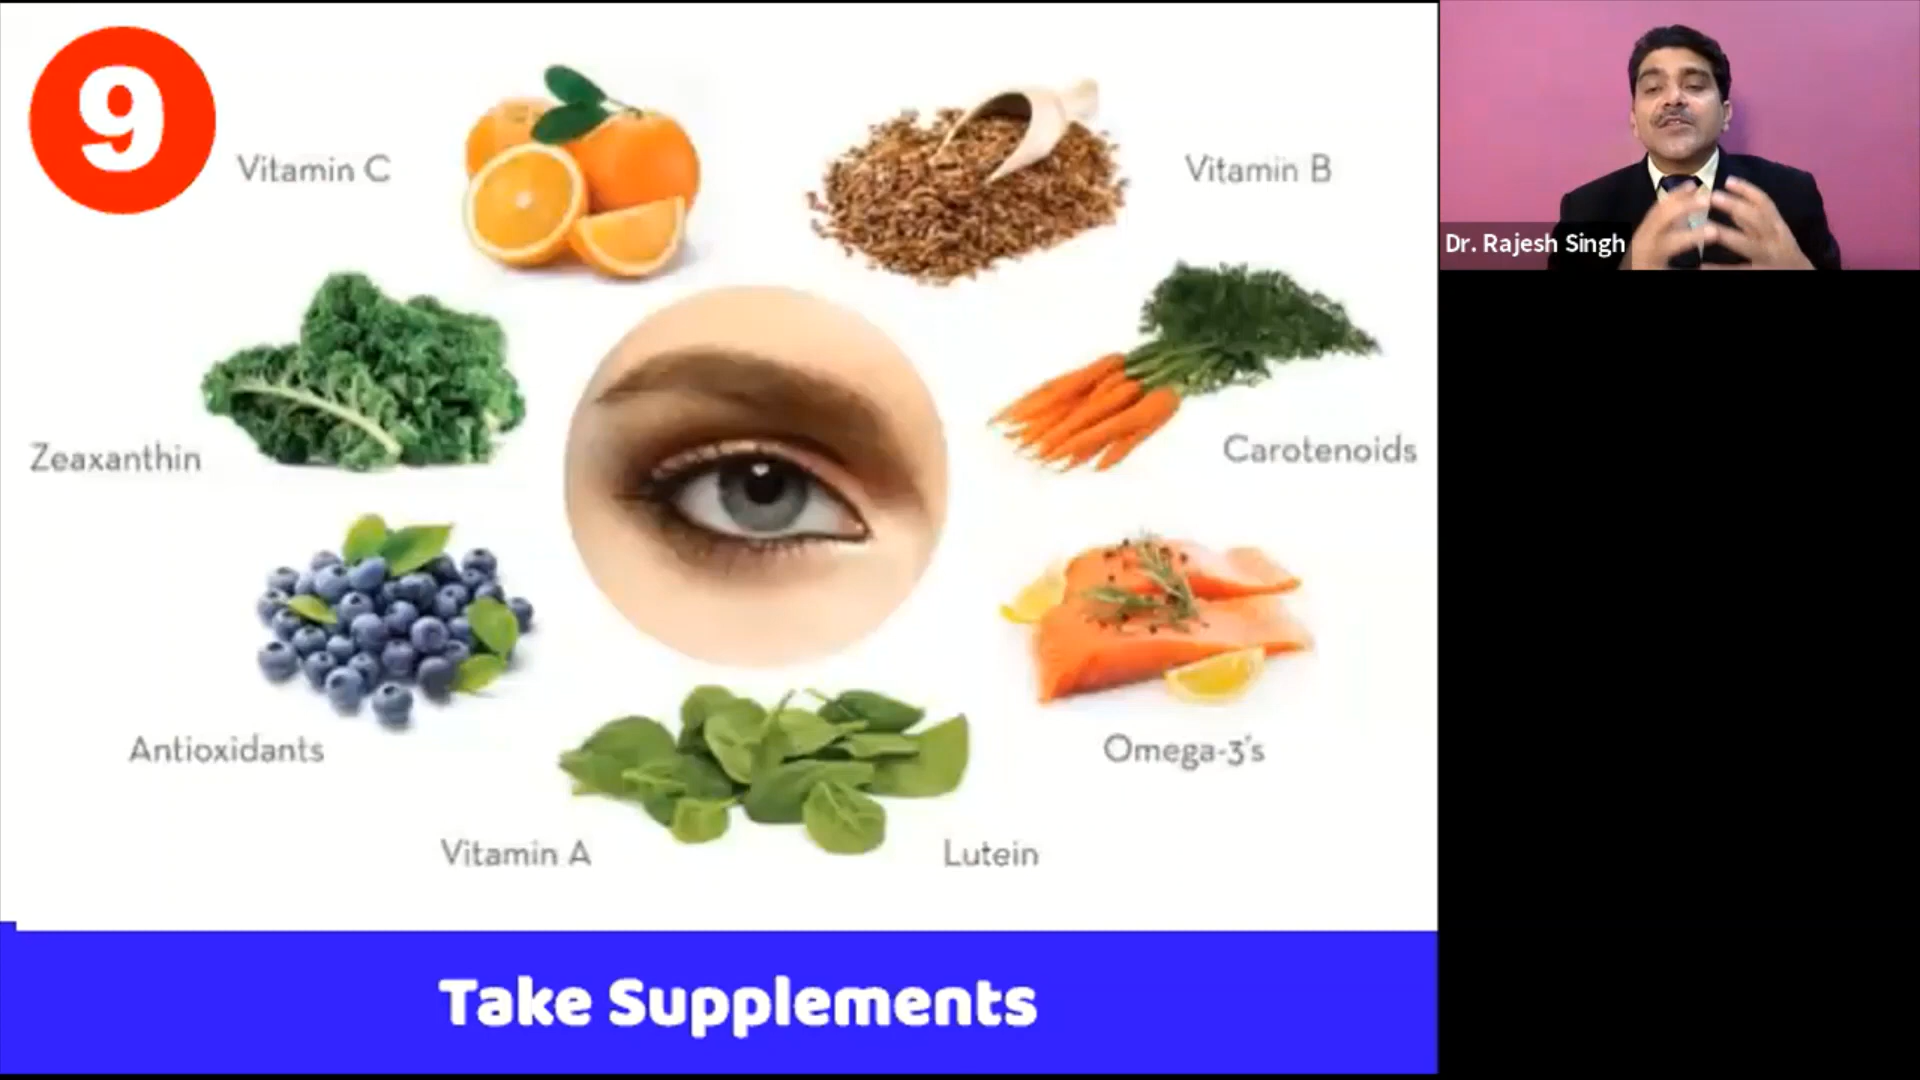 9
Vitamin C
Vitamin B
Dr. Rajesh Singh
Zeaxanthin
Carotenoids
Antioxidants
Omega-3's
Vitamin A
Lutein
Take Supplements